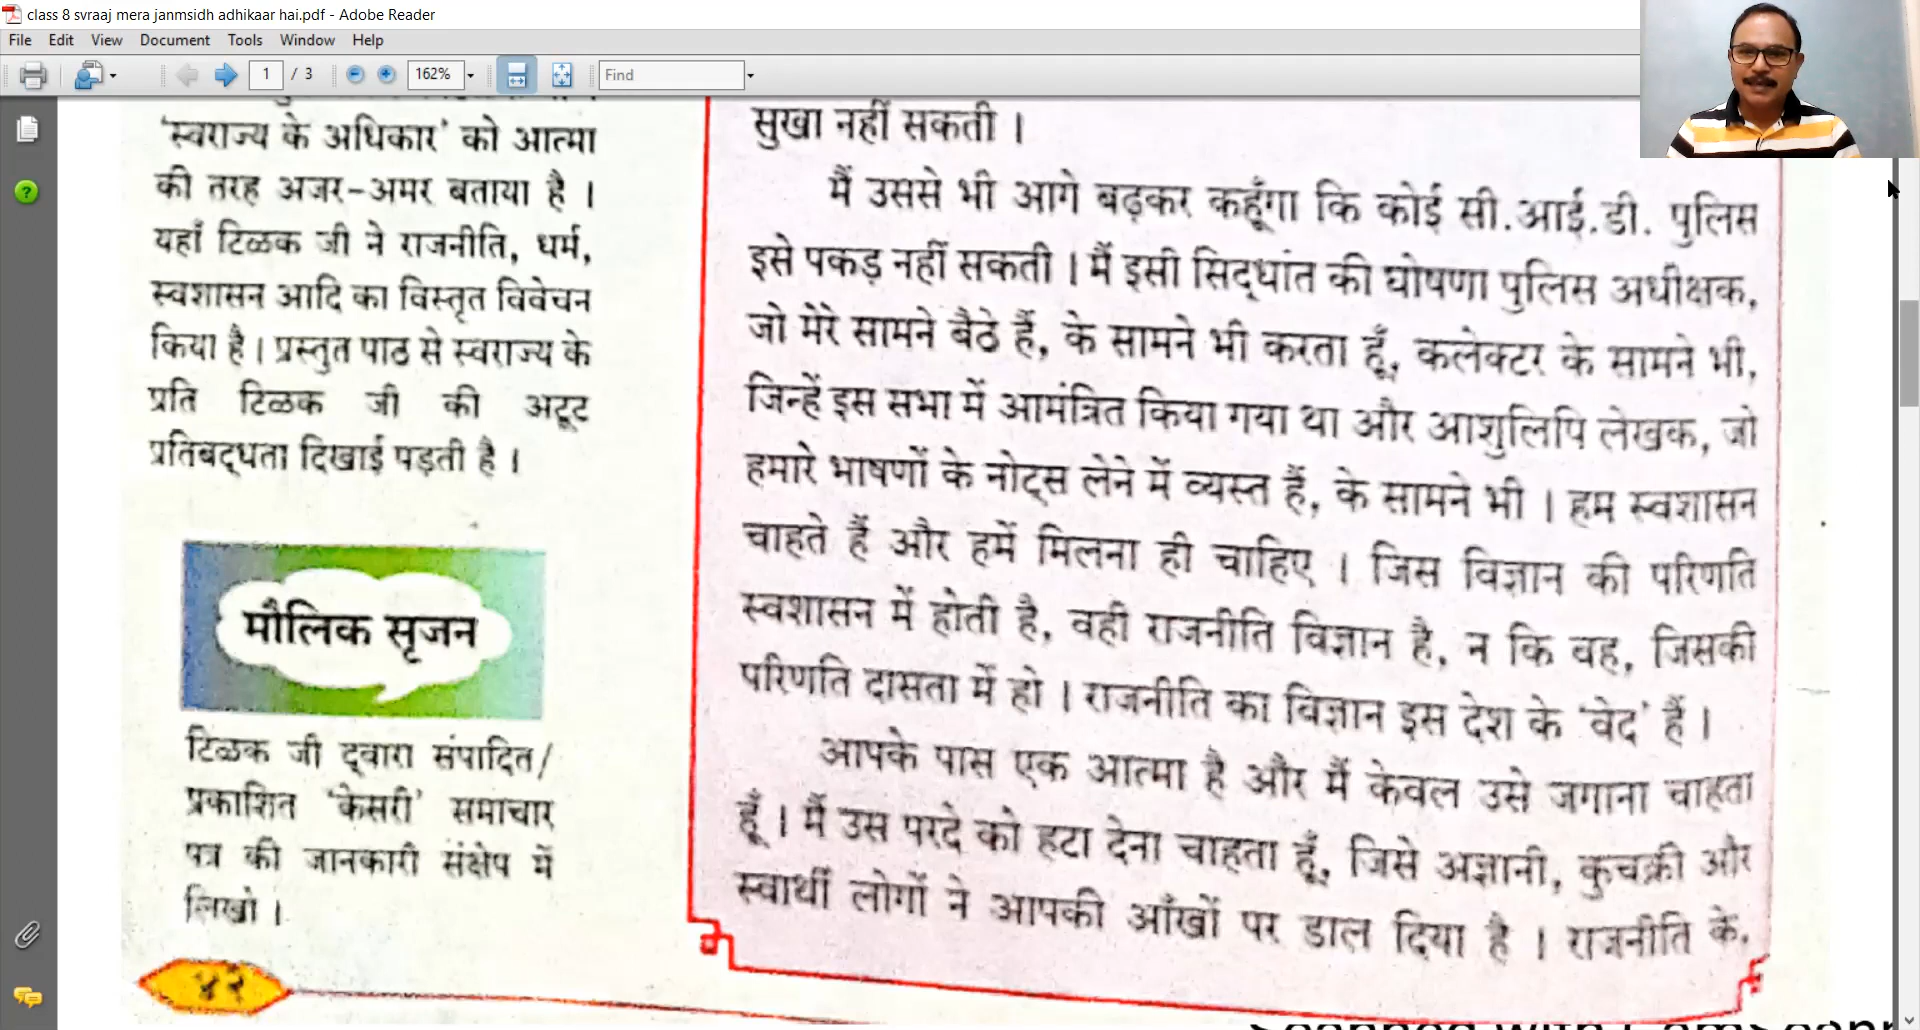 class 8 svraaj mera janmsidh adhikaar hai.pdf - Adobe Reader
File Edit View Document Tools Window Help
1 / 3 162% Find
'स्वराज्य के अधिकार' को आत्मा
की तरह अजर-अमर बताया है ।
यहाँ टिळक जी ने राजनीति, धर्म,
स्वशासन आदि का विस्तृत विवेचन
किया है । प्रस्तुत पाठ से स्वराज्य के
प्रति टिळक जी की अटूट
प्रतिबद्धता दिखाई पड़ती है ।
मौलिक सृजन
टिळक जी द्वारा संपादित/
प्रकाशित 'केसरी' समाचार
पत्र की जानकारी संक्षेप में
लिखो ।
४२
सुखा नहीं सकती ।
मैं उससे भी आगे बढ़कर कहूँगा कि कोई सी.आई.डी. पुलिस
इसे पकड़ नहीं सकती । मैं इसी सिद्धांत की घोषणा पुलिस अधीक्षक,
जो मेरे सामने बैठे हैं, के सामने भी करता हूँ, कलेक्टर के सामने भी,
जिन्हें इस सभा में आमंत्रित किया गया था और आशुलिपि लेखक, जो
हमारे भाषणों के नोट्स लेने में व्यस्त हैं, के सामने भी । हम स्वशासन
चाहते हैं और हमें मिलना ही चाहिए । जिस विज्ञान की परिणति
स्वशासन में होती है, वही राजनीति विज्ञान है, न कि वह, जिसकी
परिणति दासता में हो । राजनीति का विज्ञान इस देश के 'वेद' हैं ।
आपके पास एक आत्मा है और मैं केवल उसे जगाना चाहता
हूँ । मैं उस परदे को हटा देना चाहता हूँ, जिसे अज्ञानी, कुचक्री और
स्वार्थी लोगों ने आपकी आँखों पर डाल दिया है । राजनीति के